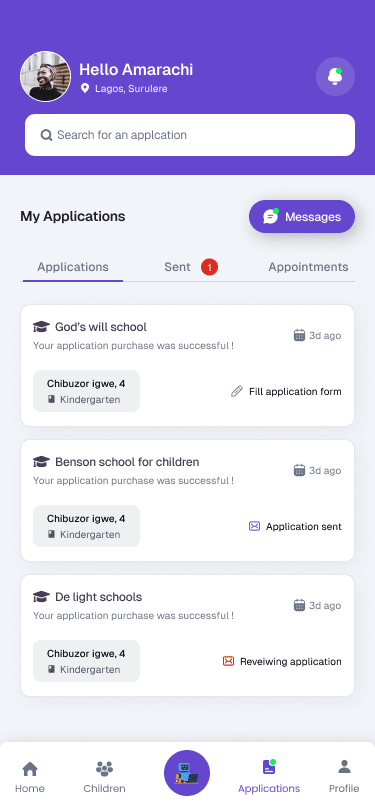 Hello Amarachi
Lagos, Surulere
Search for an applcation
My Applications
Messages
Applications
Sent
1
Appointments
God's will school
3d ago
Your application purchase was successful !
Chibuzor igwe, 4
Kindergarten
Fill application form
Benson school for children
3d ago
Your application purchase was successful !
Chibuzor igwe, 4
Kindergarten
Application sent
De light schools
3d ago
Your application purchase was successful !
Chibuzor igwe, 4
Kindergarten
Reveiwing application
Home
Children
Applications
Profile